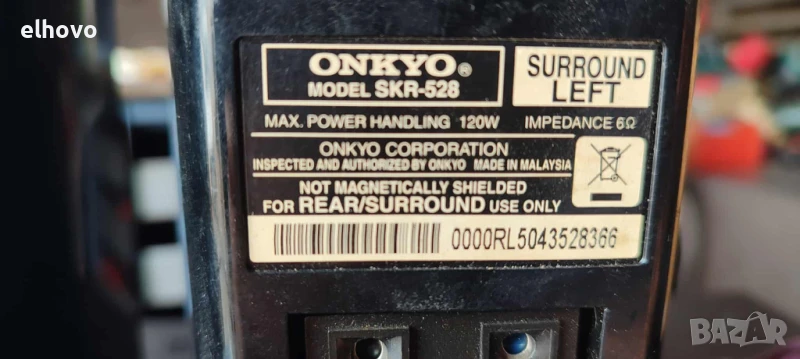 elhovo
ONKYO®
MODEL SKR-528
SURROUND
LEFT
MAX. POWER HANDLING 120W IMPEDANCE 6Ω
ONKYO CORPORATION
INSPECTED AND AUTHORIZED BY ONKYO MADE IN MALAYSIA
NOT MAGNETICALLY SHIELDED
FOR REAR/SURROUND USE ONLY
0000RL5043528366
BAZAR